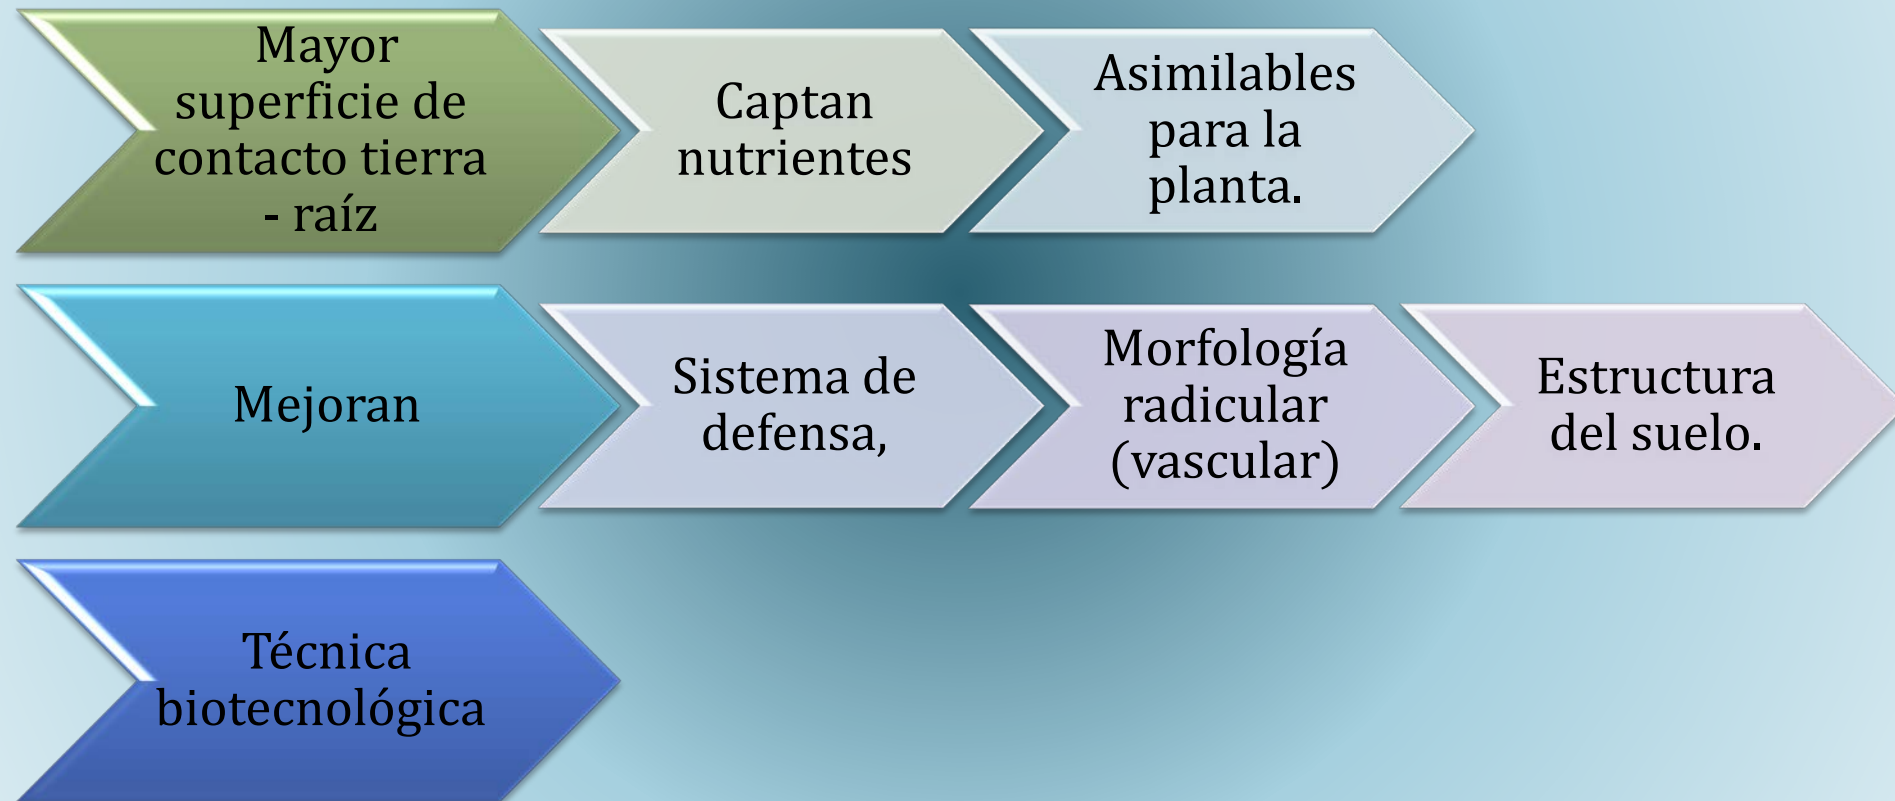 Mayor
superficie de
contacto tierra
- raíz
Captan
nutrientes
Asimilables
para la
planta.
Mejoran
Sistema de
defensa,
Morfología
radicular
(vascular)
Estructura
del suelo.
Técnica
biotecnológica